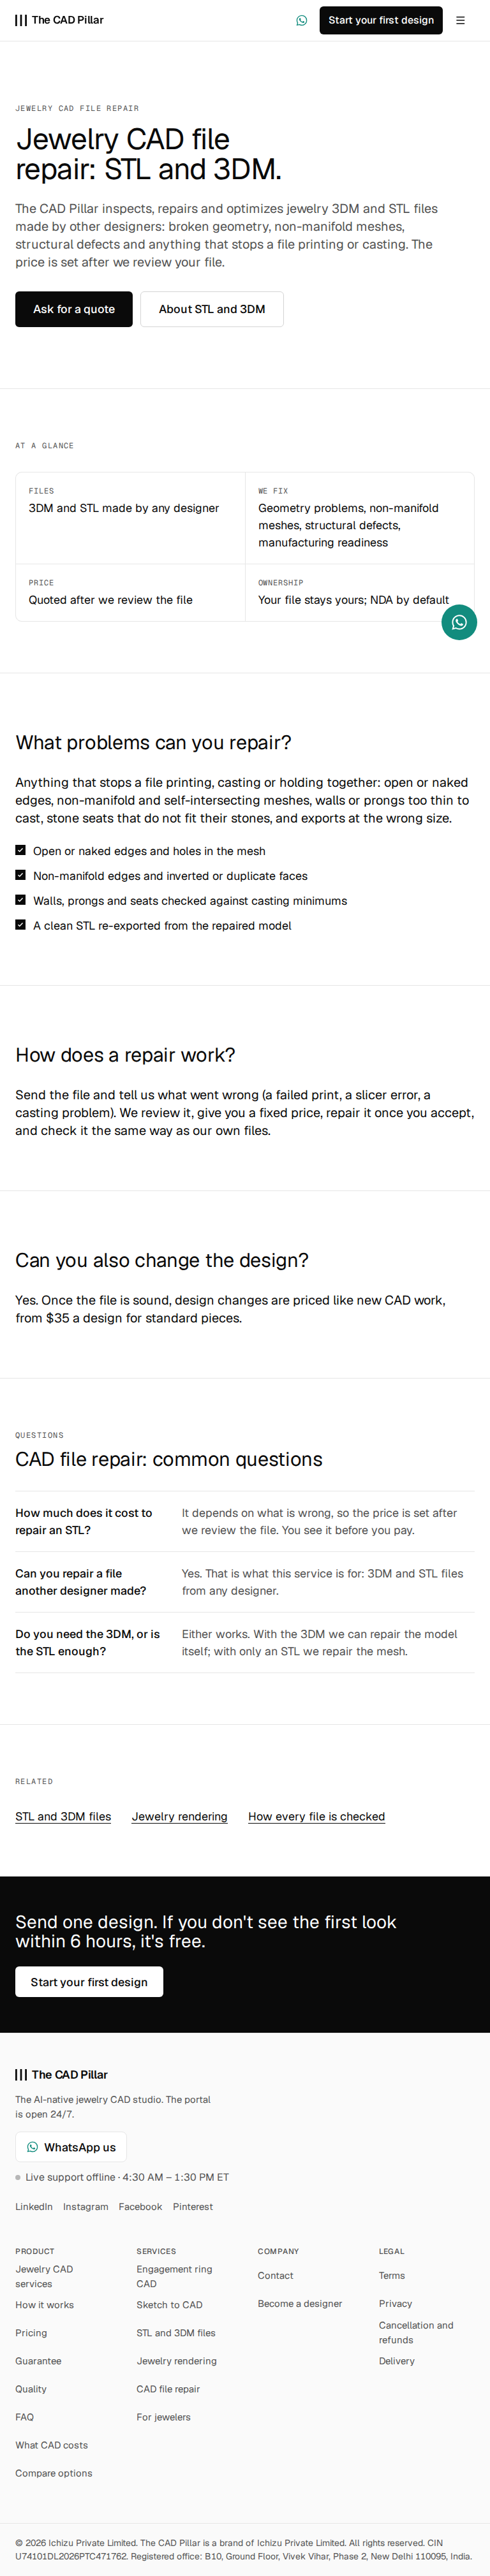 The CAD Pillar
Start your first design
JEWELRY CAD FILE REPAIR
Jewelry CAD file
repair: STL and 3DM.
The CAD Pillar inspects, repairs and optimizes jewelry 3DM and STL files
made by other designers: broken geometry, non-manifold meshes,
structural defects and anything that stops a file printing or casting. The
price is set after we review your file.
Ask for a quote
About STL and 3DM
AT A GLANCE
FILES
3DM and STL made by any designer
WE FIX
Geometry problems, non-manifold
meshes, structural defects,
manufacturing readiness
PRICE
Quoted after we review the file
OWNERSHIP
Your file stays yours; NDA by default
What problems can you repair?
Anything that stops a file printing, casting or holding together: open or naked
edges, non-manifold and self-intersecting meshes, walls or prongs too thin to
cast, stone seats that do not fit their stones, and exports at the wrong size.
Open or naked edges and holes in the mesh
Non-manifold edges and inverted or duplicate faces
Walls, prongs and seats checked against casting minimums
A clean STL re-exported from the repaired model
How does a repair work?
Send the file and tell us what went wrong (a failed print, a slicer error, a
casting problem). We review it, give you a fixed price, repair it once you accept,
and check it the same way as our own files.
Can you also change the design?
Yes. Once the file is sound, design changes are priced like new CAD work,
from $35 a design for standard pieces.
QUESTIONS
CAD file repair: common questions
How much does it cost to
repair an STL?
It depends on what is wrong, so the price is set after
we review the file. You see it before you pay.
Can you repair a file
another designer made?
Yes. That is what this service is for: 3DM and STL files
from any designer.
Do you need the 3DM, or is
the STL enough?
Either works. With the 3DM we can repair the model
itself; with only an STL we repair the mesh.
RELATED
STL and 3DM files
Jewelry rendering
How every file is checked
Send one design. If you don't see the first look
within 6 hours, it's free.
Start your first design
The CAD Pillar
The AI-native jewelry CAD studio. The portal
is open 24/7.
WhatsApp us
Live support offline · 4:30 AM – 1:30 PM ET
LinkedIn Instagram Facebook Pinterest
PRODUCT
Jewelry CAD
services
How it works
Pricing
Guarantee
Quality
FAQ
What CAD costs
Compare options
SERVICES
Engagement ring
CAD
Sketch to CAD
STL and 3DM files
Jewelry rendering
CAD file repair
For jewelers
COMPANY
Contact
Become a designer
LEGAL
Terms
Privacy
Cancellation and
refunds
Delivery
© 2026 Ichizu Private Limited. The CAD Pillar is a brand of Ichizu Private Limited. All rights reserved. CIN
U74101DL2026PTC471762. Registered office: B10, Ground Floor, Vivek Vihar, Phase 2, New Delhi 110095, India.